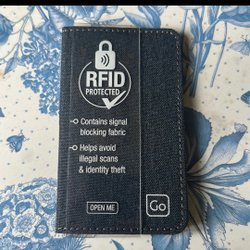 RFID
PROTECTED
Contains signal
blocking fabric
Helps avoid
illegal scans
& identity theft
OPEN ME
Go